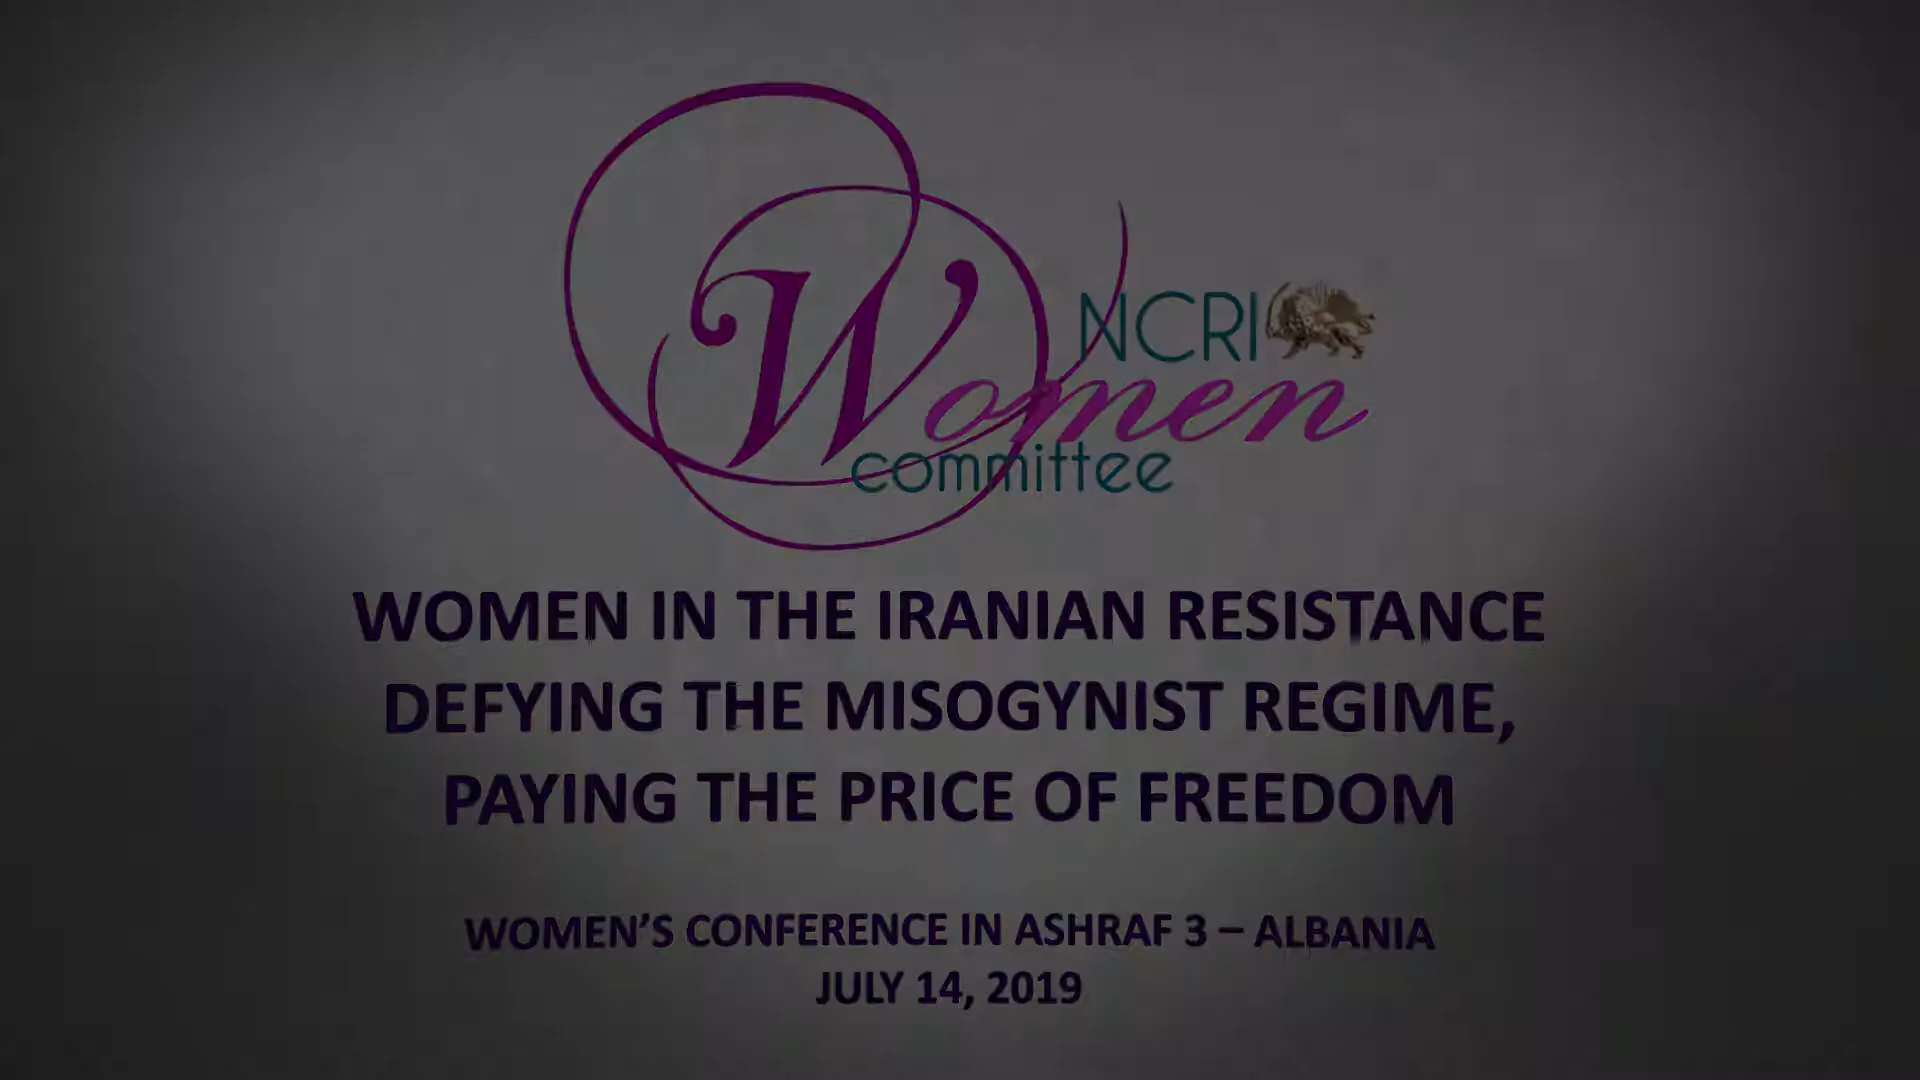 NCRI
Women
committee
WOMEN IN THE IRANIAN RESISTANCE
DEFYING THE MISOGYNIST REGIME,
PAYING THE PRICE OF FREEDOM
WOMEN'S CONFERENCE IN ASHRAF 3 – ALBANIA
JULY 14, 2019